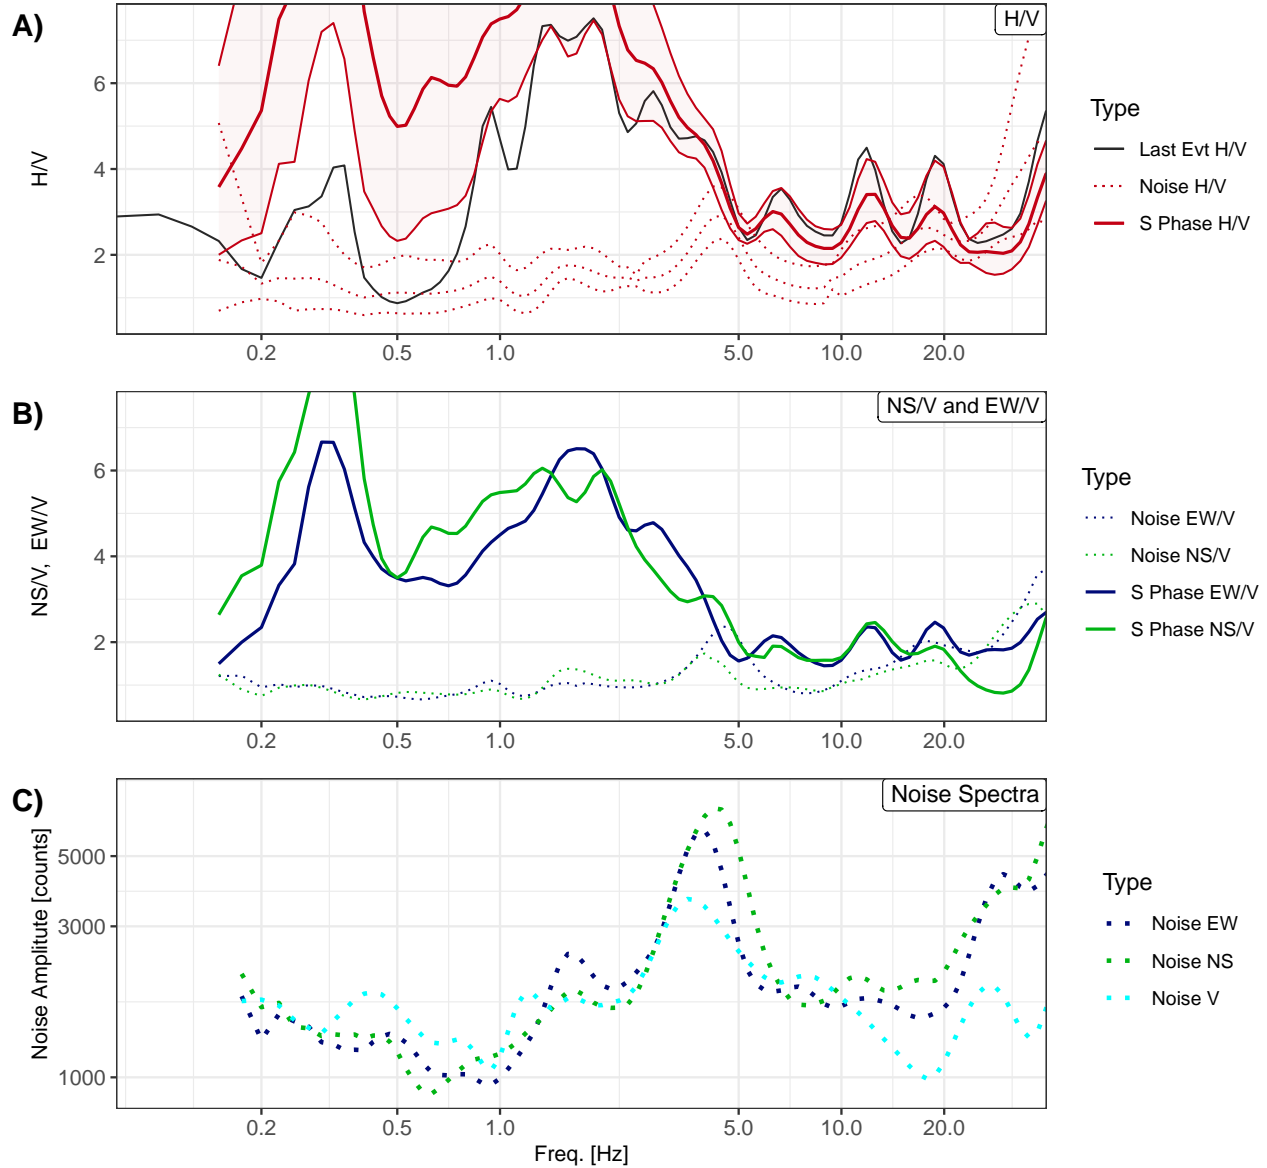 A)
H/V
H/V
6
4
2
0.2 0.5 1.0 5.0 10.0 20.0
Type
Last Evt H/V
Noise H/V
S Phase H/V
B)
NS/V and EW/V
NS/V, EW/V
6
4
2
0.2 0.5 1.0 5.0 10.0 20.0
Type
Noise EW/V
Noise NS/V
S Phase EW/V
S Phase NS/V
C)
Noise Spectra
Noise Amplitute [counts]
5000
3000
1000
0.2 0.5 1.0 5.0 10.0 20.0
Freq. [Hz]
Type
Noise EW
Noise NS
Noise V